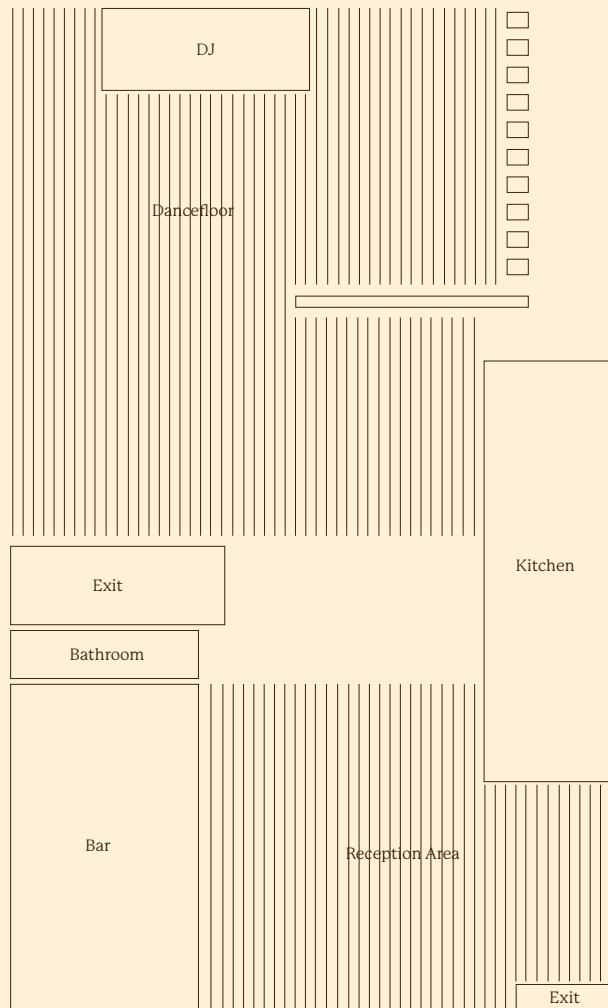 DJ
Dancefloor
Exit
Kitchen
Bathroom
Bar
Reception Area
Exit